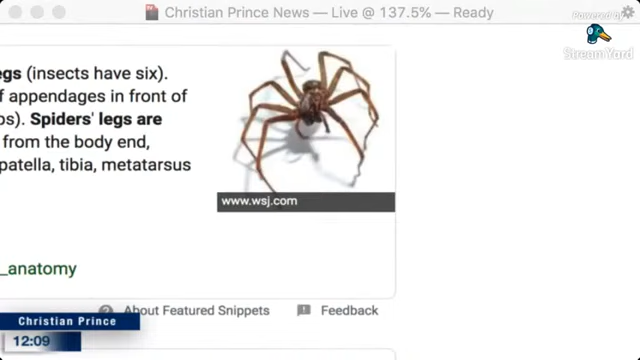 Christian Prince News — Live @ 137.5% — Ready
Powered by
StreamYard
egs (insects have six).
f appendages in front of
os). Spiders' legs are
from the body end,
patella, tibia, metatarsus
www.wsj.com
_anatomy
About Featured Snippets
Feedback
Christian Prince
12:09